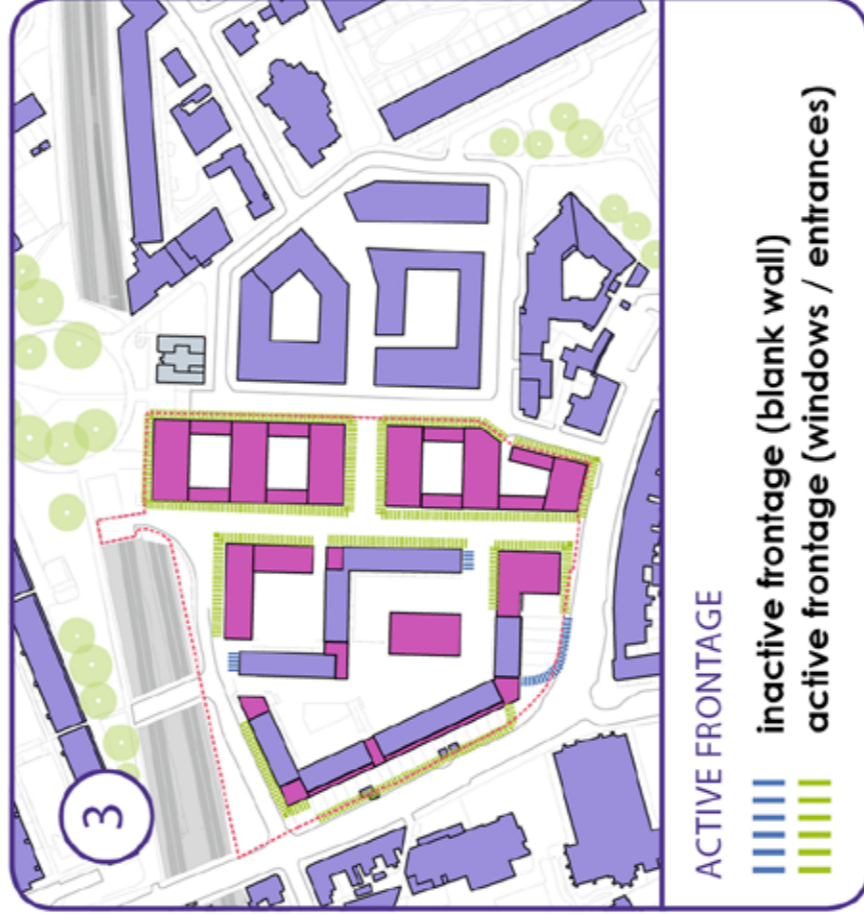 3
ACTIVE FRONTAGE
inactive frontage (blank wall)
active frontage (windows / entrances)